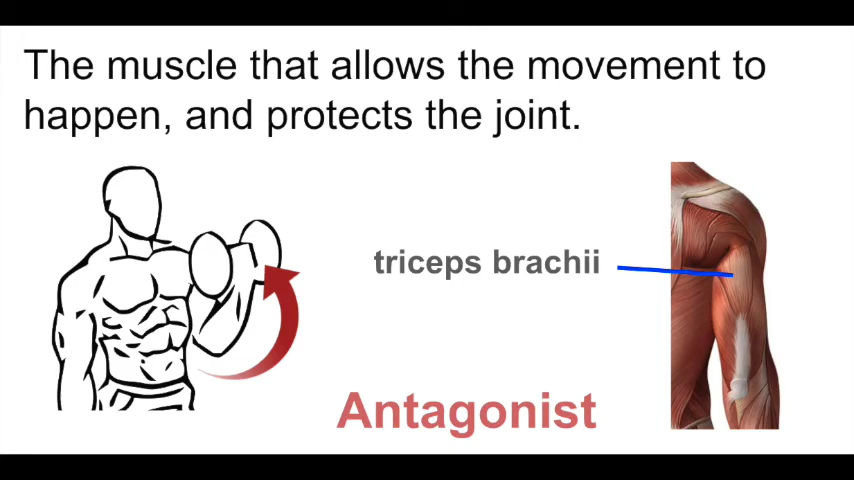 The muscle that allows the movement to
happen, and protects the joint.
triceps brachii
Antagonist